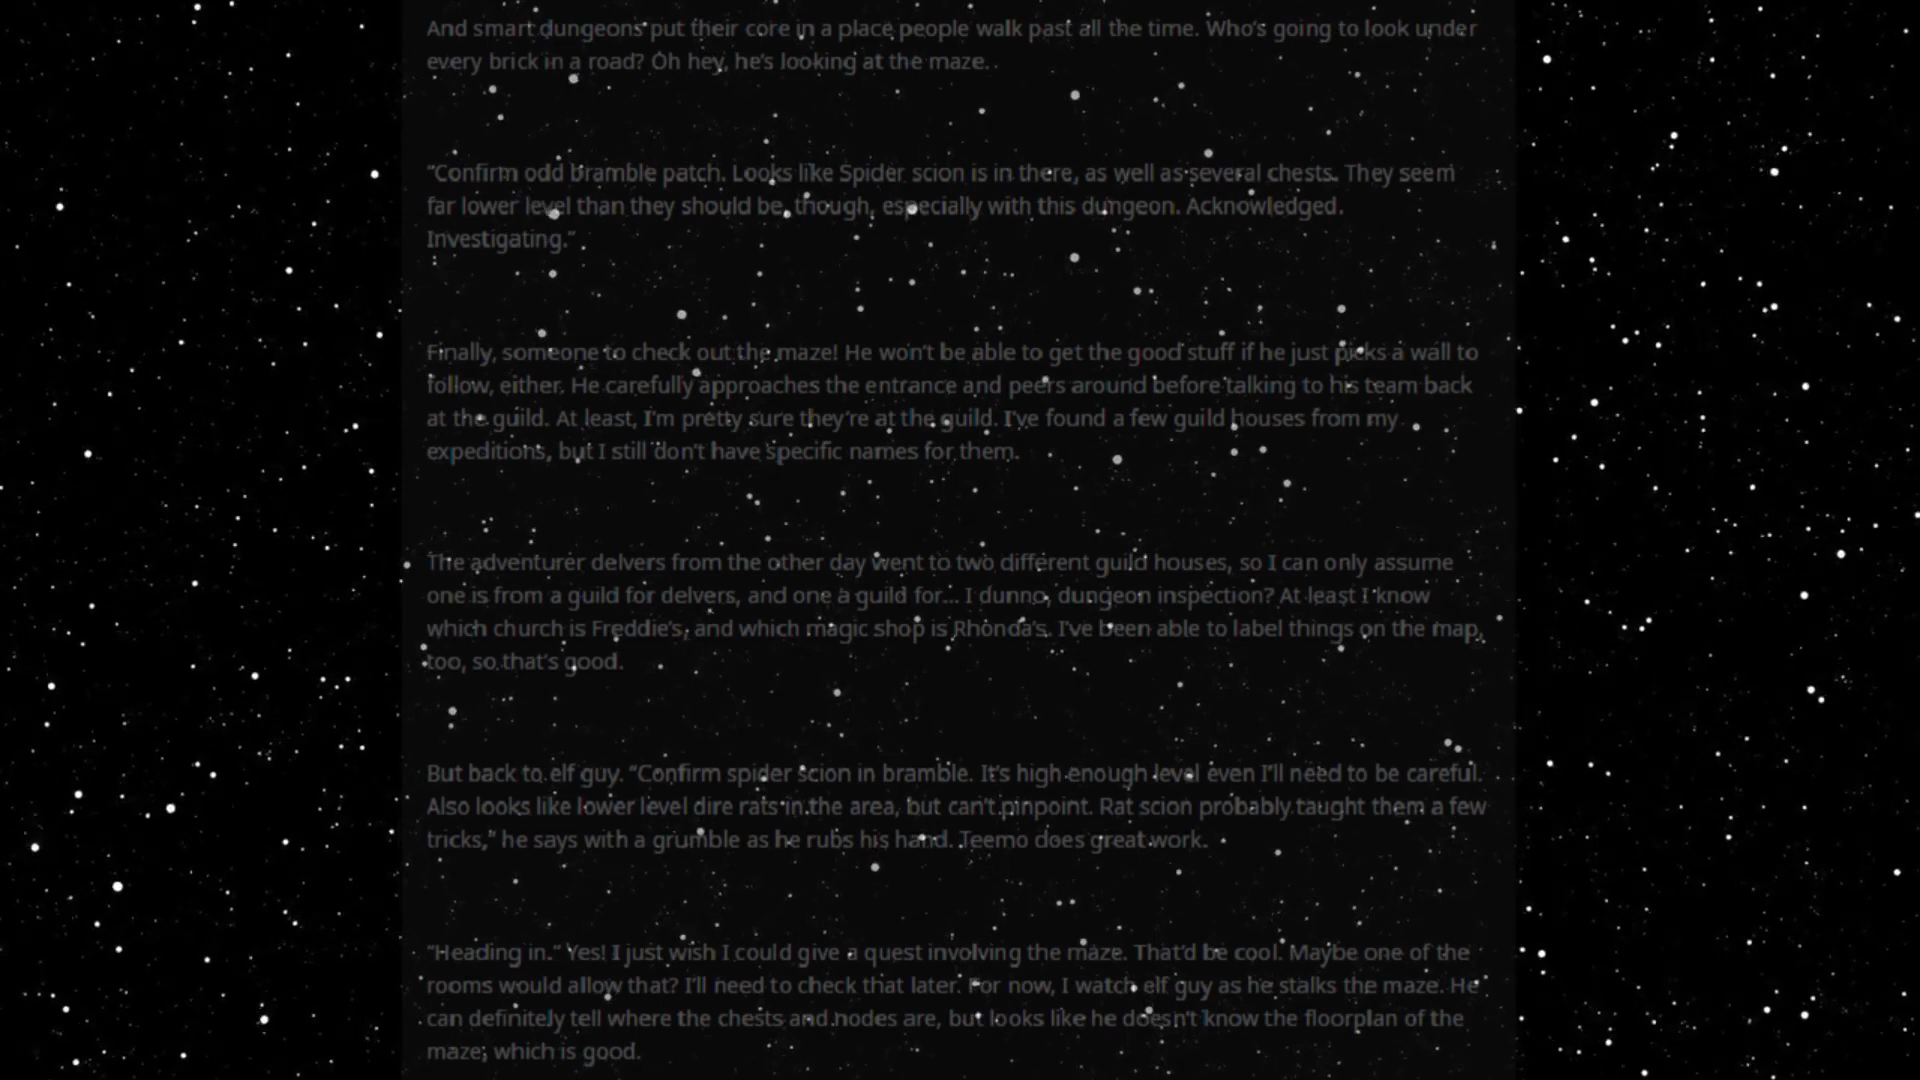 And smart dungeons put their core in a place people walk past all the time. Who's going to look under
every brick in a road? Oh hey, he's looking at the maze.
“Confirm odd bramble patch. Looks like Spider scion is in there, as well as several chests. They seem
far lower level than they should be, though, especially with this dungeon. Acknowledged.
Investigating.”
Finally, someone to check out the maze! He won't be able to get the good stuff if he just picks a wall to
follow, either. He carefully approaches the entrance and peers around before talking to his team back
at the guild. At least, I'm pretty sure they're at the guild. I've found a few guild houses from my
expeditions, but I still don't have specific names for them.
The adventurer delvers from the other day went to two different guild houses, so I can only assume
one is from a guild for delvers, and one a guild for... I dunno, dungeon inspection? At least I know
which church is Freddie's, and which magic shop is Rhonda's. I've been able to label things on the map,
too, so that's good.
But back to elf guy. “Confirm spider scion in bramble. It's high enough level even I'll need to be careful.
Also looks like lower level dire rats in the area, but can't pinpoint. Rat scion probably taught them a few
tricks,” he says with a grumble as he rubs his hand. Teemo does great work.
“Heading in.” Yes! I just wish I could give a quest involving the maze. That'd be cool. Maybe one of the
rooms would allow that? I'll need to check that later. For now, I watch elf guy as he stalks the maze. He
can definitely tell where the chests and nodes are, but looks like he doesn't know the floorplan of the
maze, which is good.